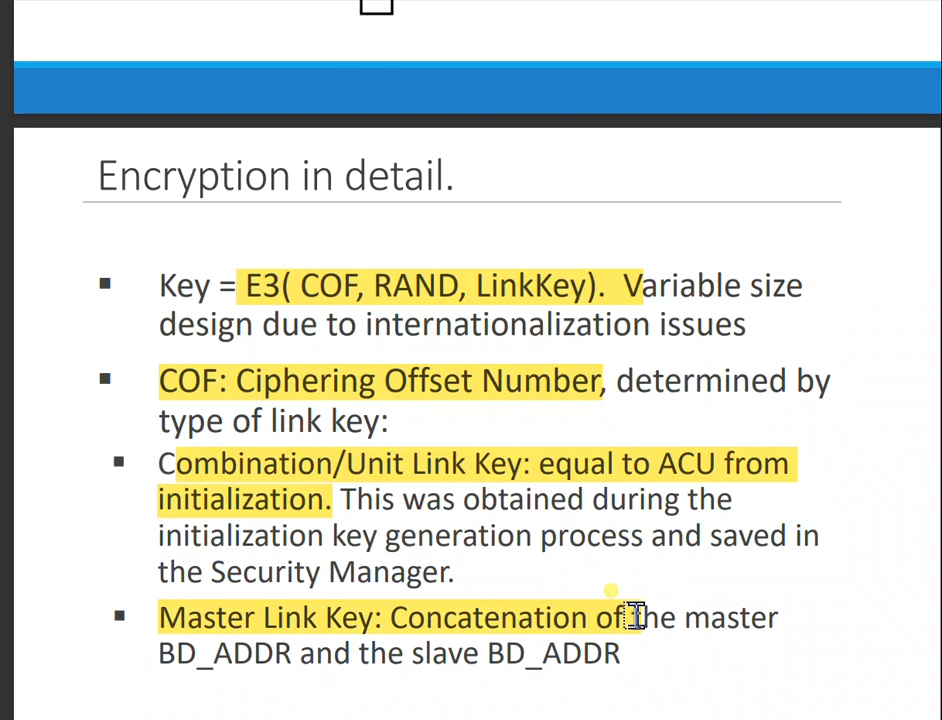 Encryption in detail.
Key = E3( COF, RAND, LinkKey). Variable size
design due to internationalization issues
COF: Ciphering Offset Number, determined by
type of link key:
Combination/Unit Link Key: equal to ACU from
initialization. This was obtained during the
initialization key generation process and saved in
the Security Manager.
Master Link Key: Concatenation of the master
BD_ADDR and the slave BD_ADDR